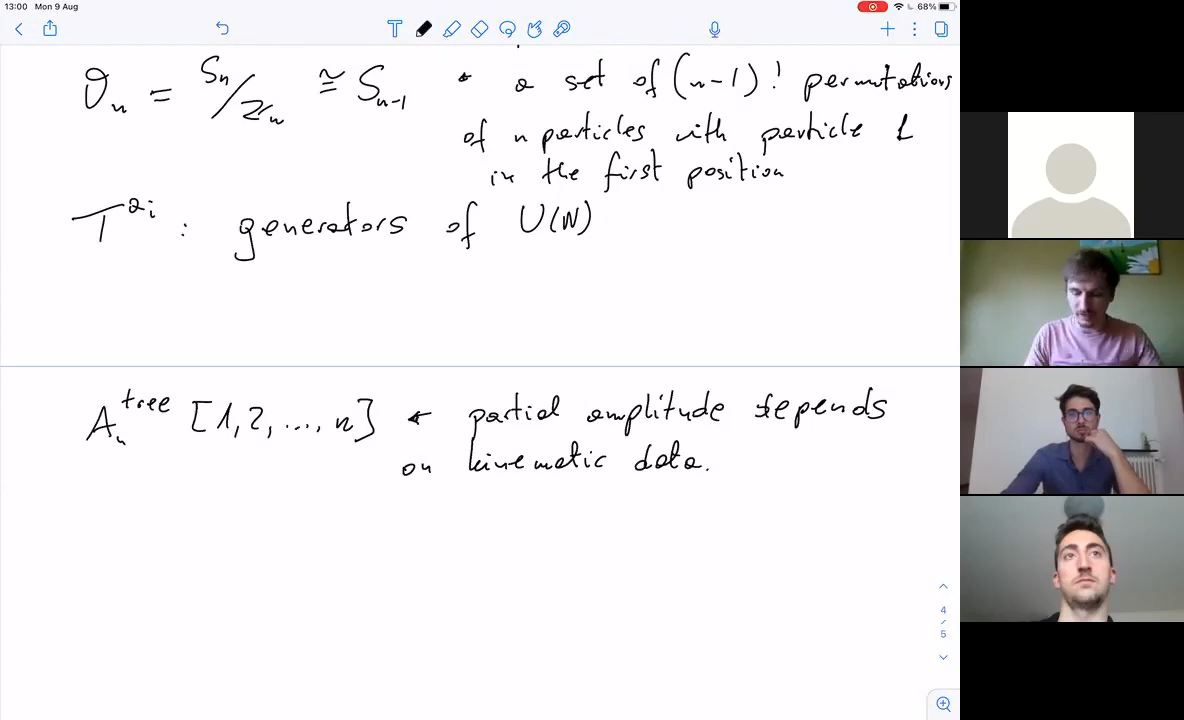 13:00 Mon 9 Aug 68%
𝒪ₙ = Sₙ/Zₙ ≅ Sₙ₋₁ ← a set of (n-1)! permutations
of n particles with particle 1
in the first position
T^{a_i} : generators of U(N)
Aₙ^{tree} [1,2,...,n] ← partial amplitude depends
on kinematic data.
4
/
5